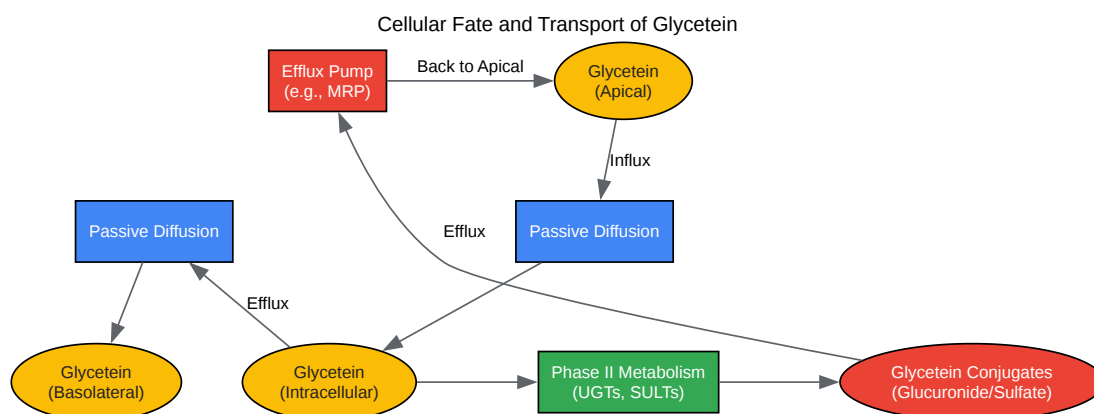 Cellular Fate and Transport of Glycetein
Efflux Pump
(e.g., MRP)
Back to Apical
Glycetein
(Apical)
Influx
Passive Diffusion
Efflux
Passive Diffusion
Efflux
Glycetein
(Basolateral)
Glycetein
(Intracellular)
Phase II Metabolism
(UGTs, SULTs)
Glycetein Conjugates
(Glucuronide/Sulfate)